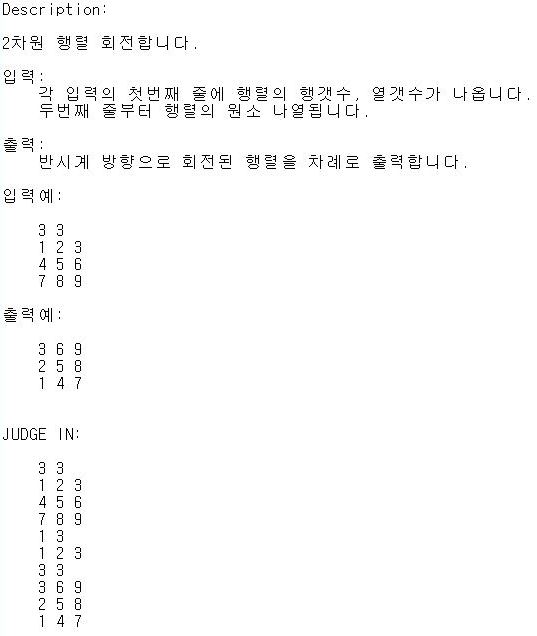 Description:
2차원 행렬 회전합니다.
입력:
각 입력의 첫번째 줄에 행렬의 행갯수, 열갯수가 나옵니다.
두번째 줄부터 행렬의 원소 나열됩니다.
출력:
반시계 방향으로 회전된 행렬을 차례로 출력합니다.
입력예:
3 3
1 2 3
4 5 6
7 8 9
출력예:
3 6 9
2 5 8
1 4 7
JUDGE IN:
3 3
1 2 3
4 5 6
7 8 9
1 3
1 2 3
3 3
3 6 9
2 5 8
1 4 7